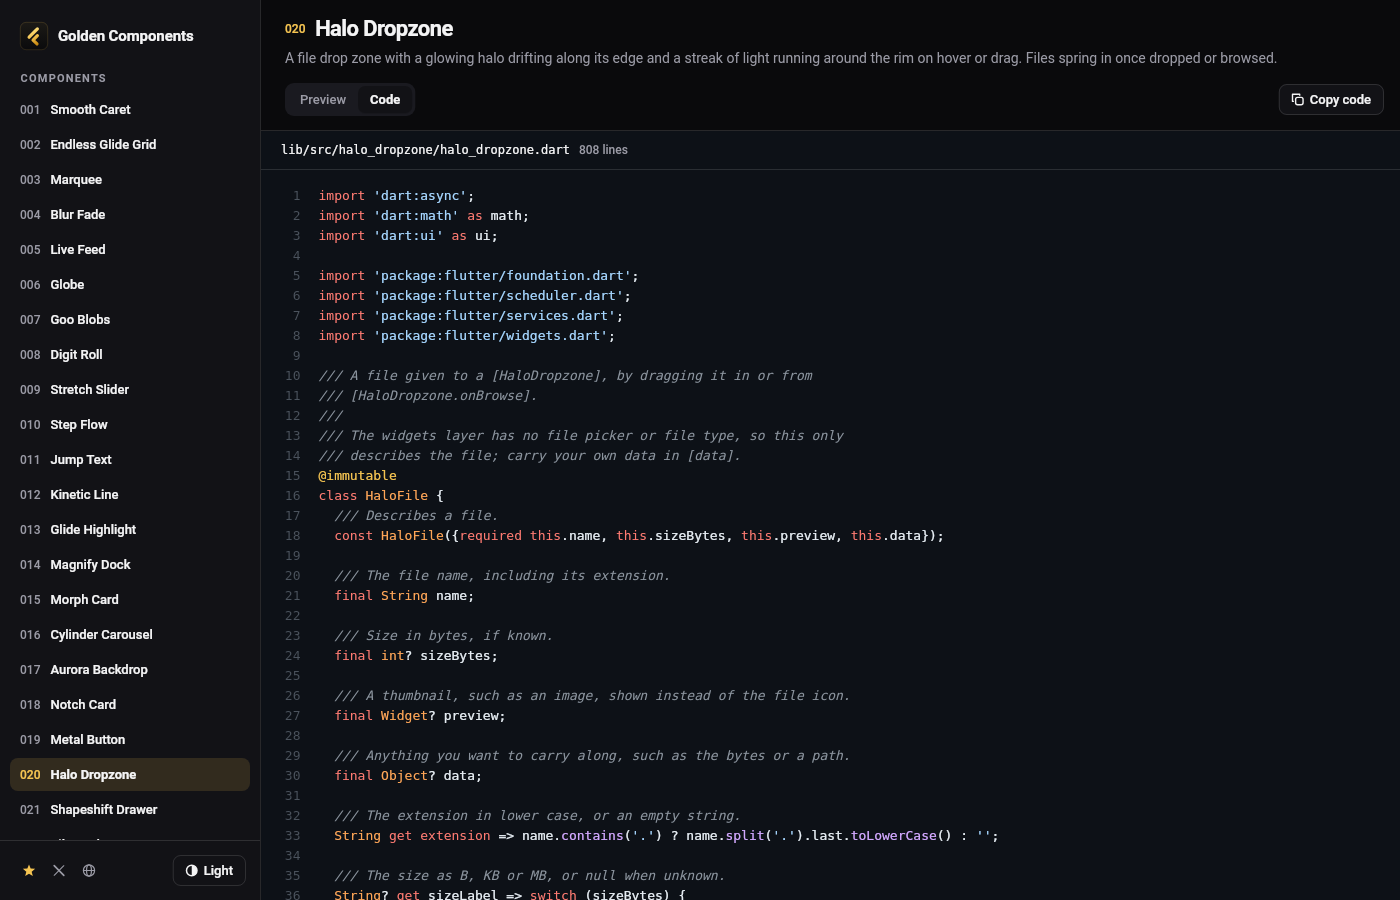 Golden Components
COMPONENTS
001 Smooth Caret
002 Endless Glide Grid
003 Marquee
004 Blur Fade
005 Live Feed
006 Globe
007 Goo Blobs
008 Digit Roll
009 Stretch Slider
010 Step Flow
011 Jump Text
012 Kinetic Line
013 Glide Highlight
014 Magnify Dock
015 Morph Card
016 Cylinder Carousel
017 Aurora Backdrop
018 Notch Card
019 Metal Button
020 Halo Dropzone
021 Shapeshift Drawer
Light
020 Halo Dropzone
A file drop zone with a glowing halo drifting along its edge and a streak of light running around the rim on hover or drag. Files spring in once dropped or browsed.
Preview Code
Copy code
lib/src/halo_dropzone/halo_dropzone.dart 808 lines
1 import 'dart:async';
2 import 'dart:math' as math;
3 import 'dart:ui' as ui;
4
5 import 'package:flutter/foundation.dart';
6 import 'package:flutter/scheduler.dart';
7 import 'package:flutter/services.dart';
8 import 'package:flutter/widgets.dart';
9
10 /// A file given to a [HaloDropzone], by dragging it in or from
11 /// [HaloDropzone.onBrowse].
12 ///
13 /// The widgets layer has no file picker or file type, so this only
14 /// describes the file; carry your own data in [data].
15 @immutable
16 class HaloFile {
17 /// Describes a file.
18 const HaloFile({required this.name, this.sizeBytes, this.preview, this.data});
19
20 /// The file name, including its extension.
21 final String name;
22
23 /// Size in bytes, if known.
24 final int? sizeBytes;
25
26 /// A thumbnail, such as an image, shown instead of the file icon.
27 final Widget? preview;
28
29 /// Anything you want to carry along, such as the bytes or a path.
30 final Object? data;
31
32 /// The extension in lower case, or an empty string.
33 String get extension => name.contains('.') ? name.split('.').last.toLowerCase() : '';
34
35 /// The size as B, KB or MB, or null when unknown.
36 String? get sizeLabel => switch (sizeBytes) {